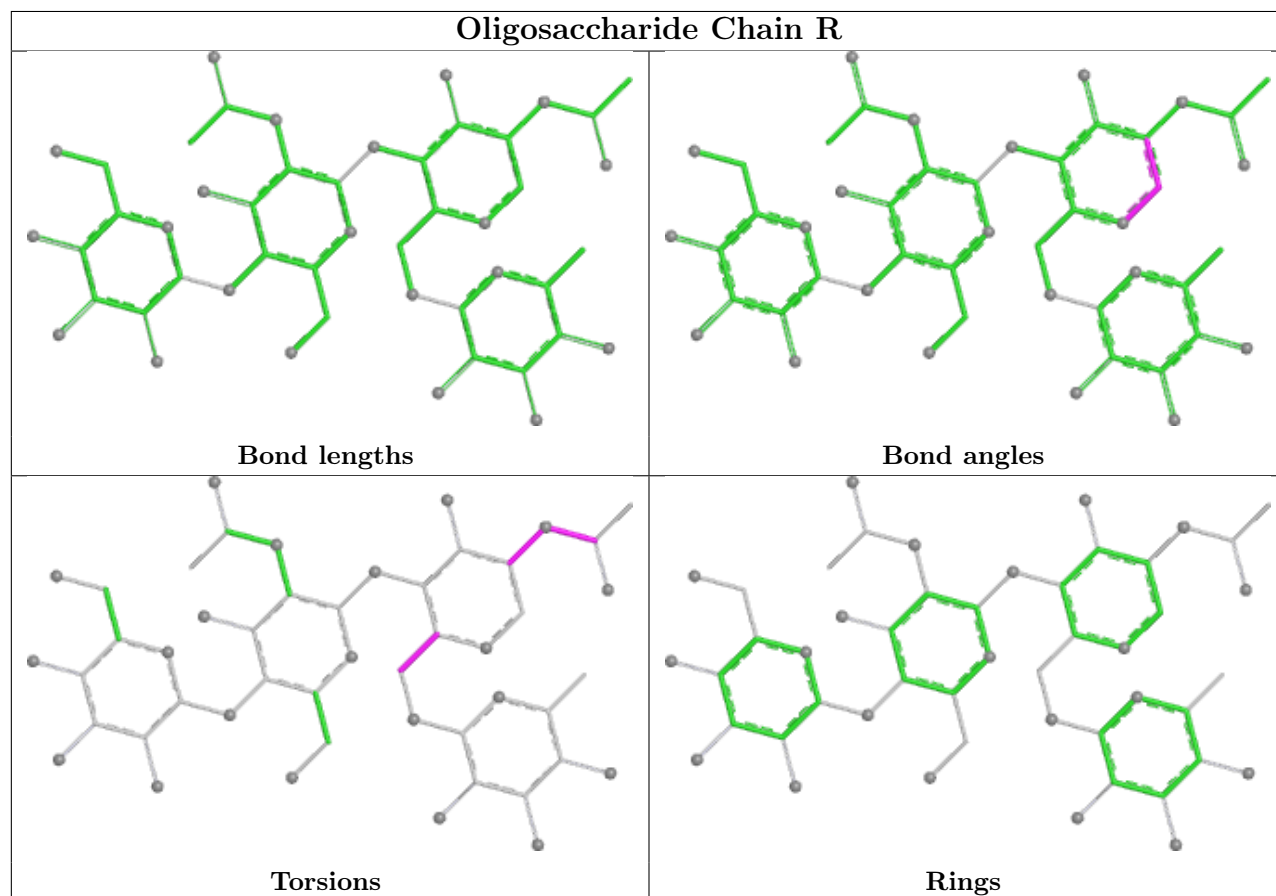 Oligosaccharide Chain R
Bond lengths
Bond angles
Torsions
Rings